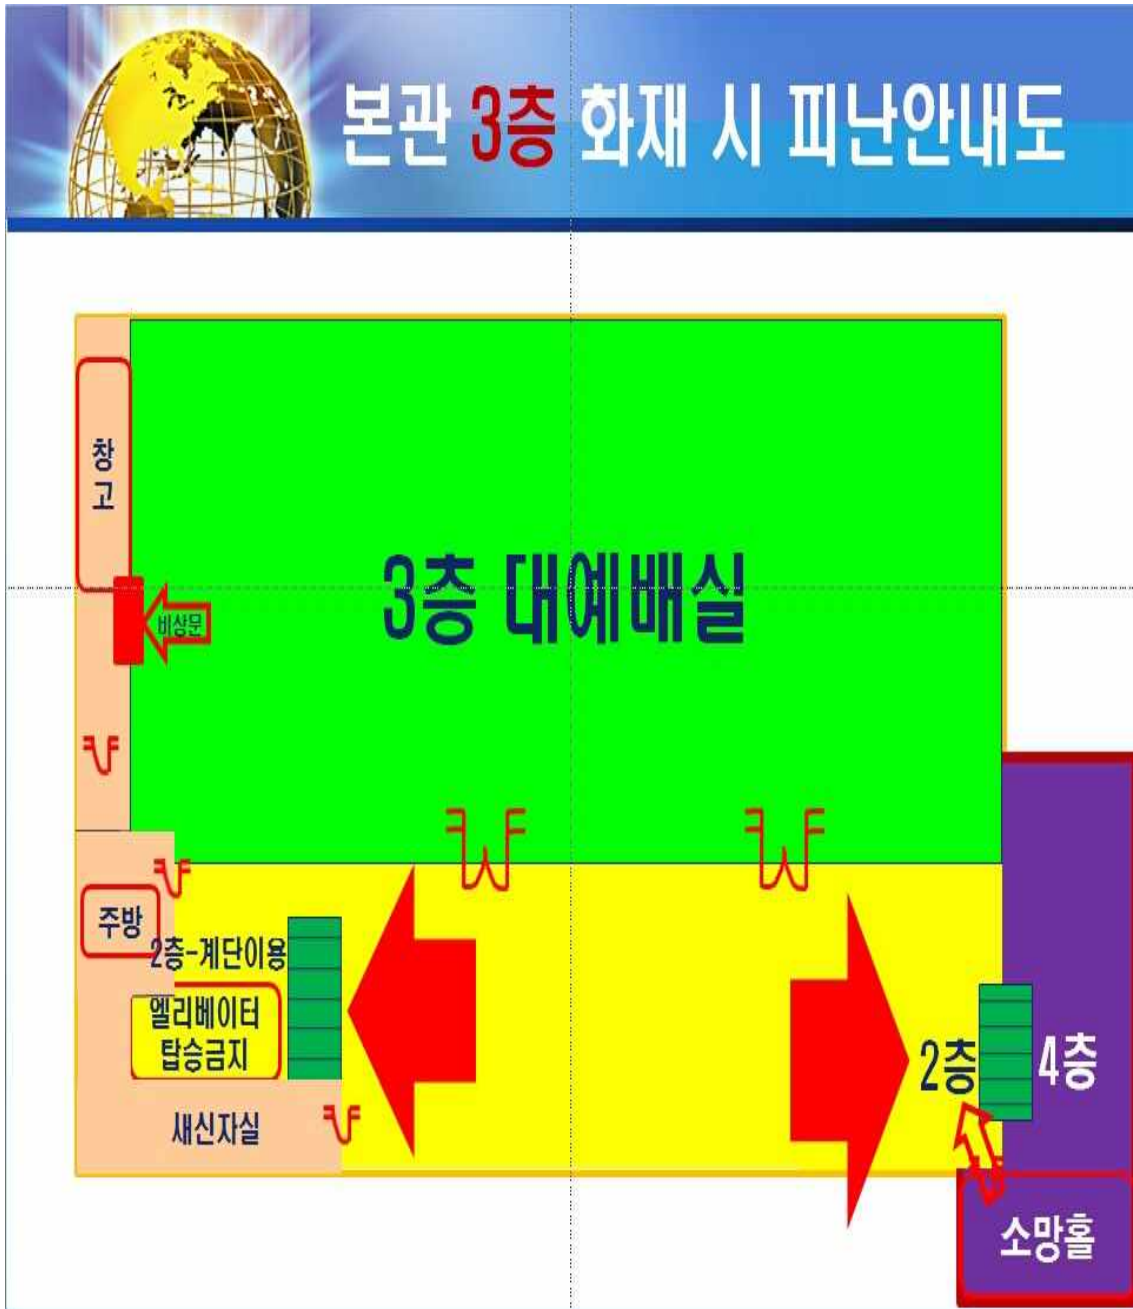 본관 3층 화재 시 피난안내도
창
고
3층 대예배실
비상문
주방
2층-계단이용
엘리베이터
탑승금지
새신자실
2층
4층
소망홀